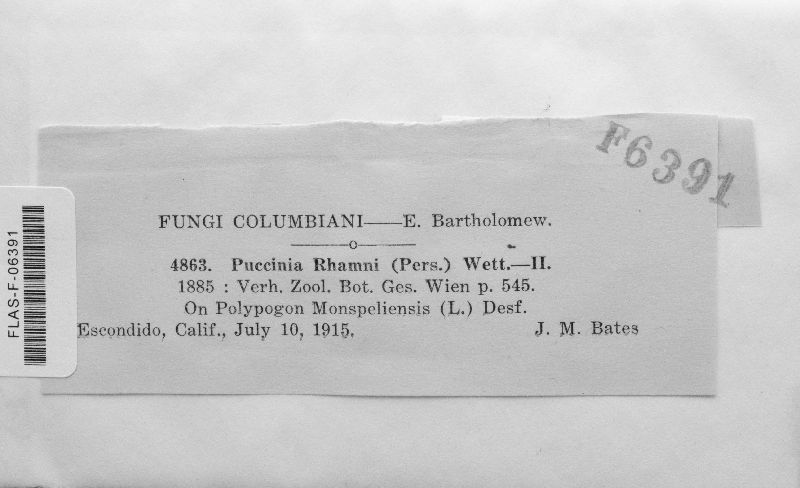 F6391
FLAS-F-06391
FUNGI COLUMBIANI——E. Bartholomew.
———o———
4863. Puccinia Rhamni (Pers.) Wett.—II.
1885 : Verh. Zool. Bot. Ges. Wien p. 545.
On Polypogon Monspeliensis (L.) Desf.
Escondido, Calif., July 10, 1915. J. M. Bates